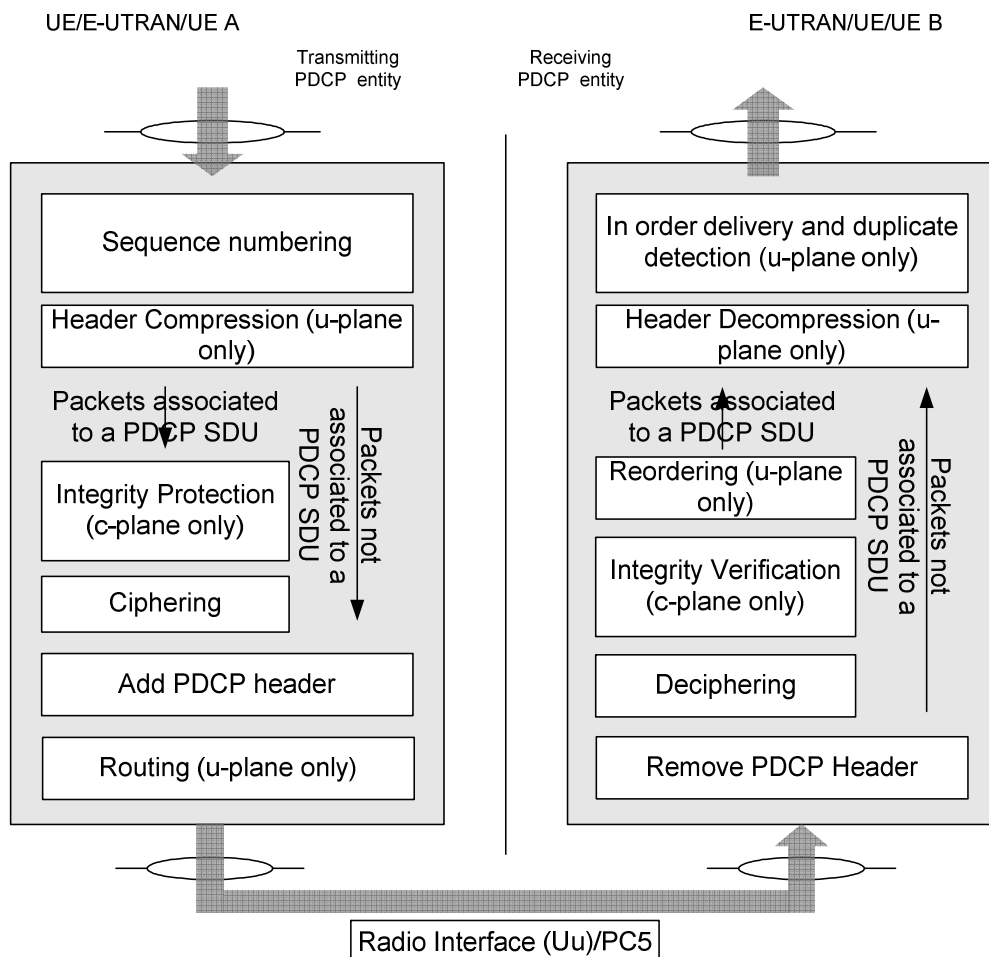 UE/E-UTRAN/UE A
E-UTRAN/UE/UE B
Transmitting
PDCP entity
Receiving
PDCP entity
Sequence numbering
Header Compression (u-plane
only)
Packets associated
to a PDCP SDU
Packets not
associated to a
PDCP SDU
Integrity Protection
(c-plane only)
Ciphering
Add PDCP header
Routing (u-plane only)
In order delivery and duplicate
detection (u-plane only)
Header Decompression (u-
plane only)
Packets associated
to a PDCP SDU
Packets not
associated to a
PDCP SDU
Reordering (u-plane
only)
Integrity Verification
(c-plane only)
Deciphering
Remove PDCP Header
Radio Interface (Uu)/PC5